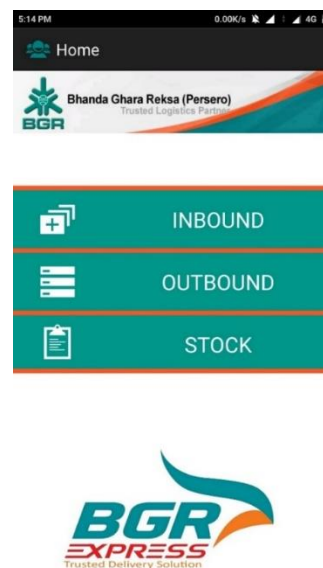 5:14 PM 0.00K/s 4G
Home
BGR
Bhanda Ghara Reksa (Persero)
Trusted Logistics Partner
INBOUND
OUTBOUND
STOCK
BGR
EXPRESS
Trusted Delivery Solution